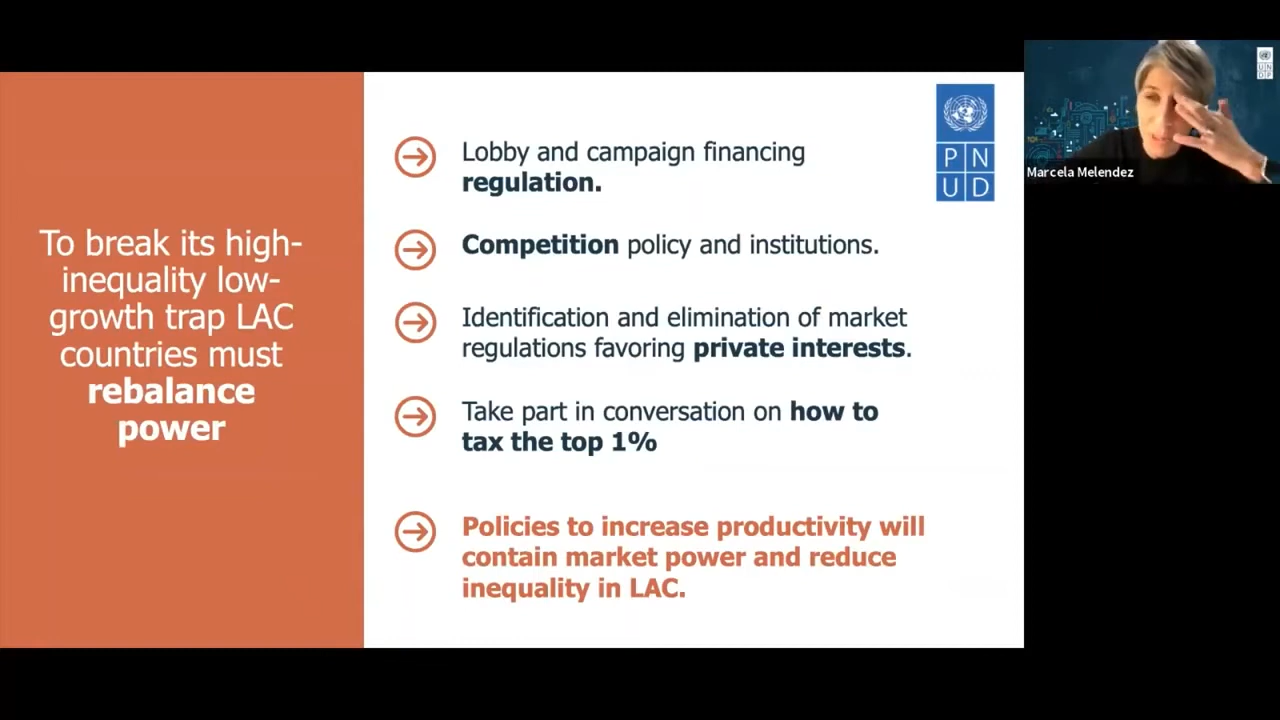 To break its high-
inequality low-
growth trap LAC
countries must
rebalance
power
Lobby and campaign financing
regulation.
Competition policy and institutions.
Identification and elimination of market
regulations favoring private interests.
Take part in conversation on how to
tax the top 1%
Policies to increase productivity will
contain market power and reduce
inequality in LAC.
P N
U D
U N
D P
Marcela Melendez